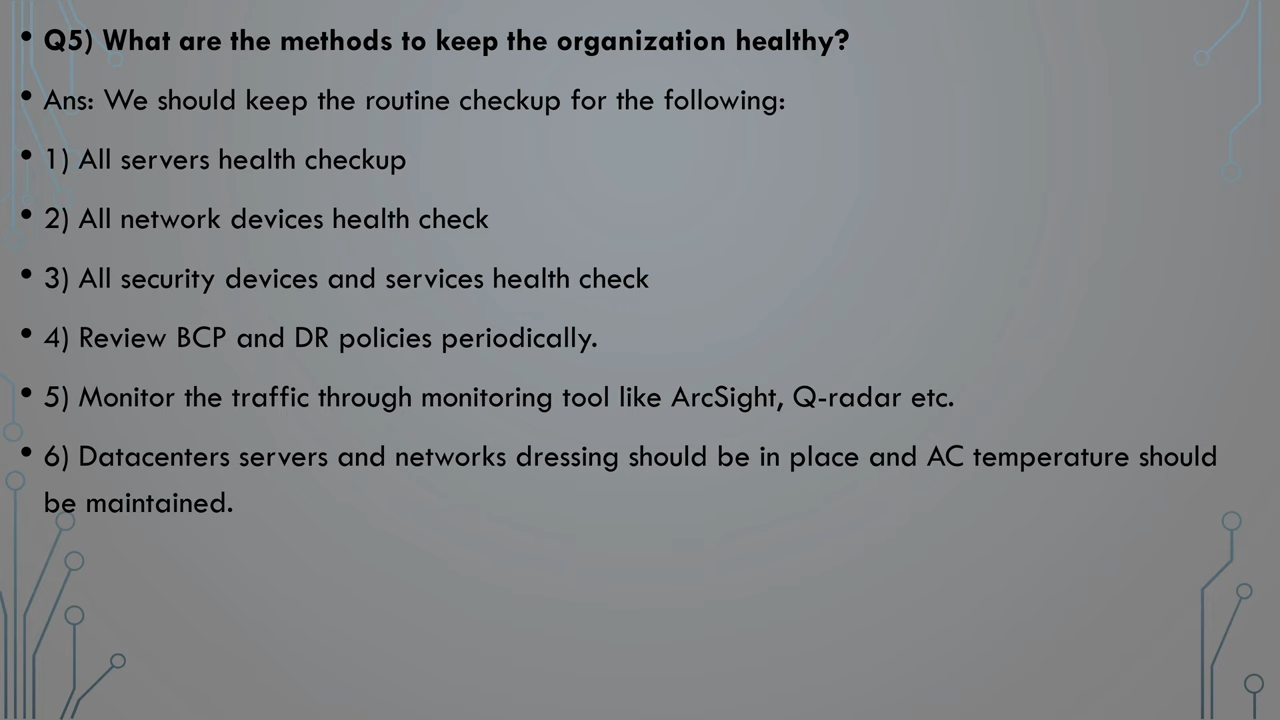 • Q5) What are the methods to keep the organization healthy?
• Ans: We should keep the routine checkup for the following:
• 1) All servers health checkup
• 2) All network devices health check
• 3) All security devices and services health check
• 4) Review BCP and DR policies periodically.
• 5) Monitor the traffic through monitoring tool like ArcSight, Q-radar etc.
• 6) Datacenters servers and networks dressing should be in place and AC temperature should
be maintained.